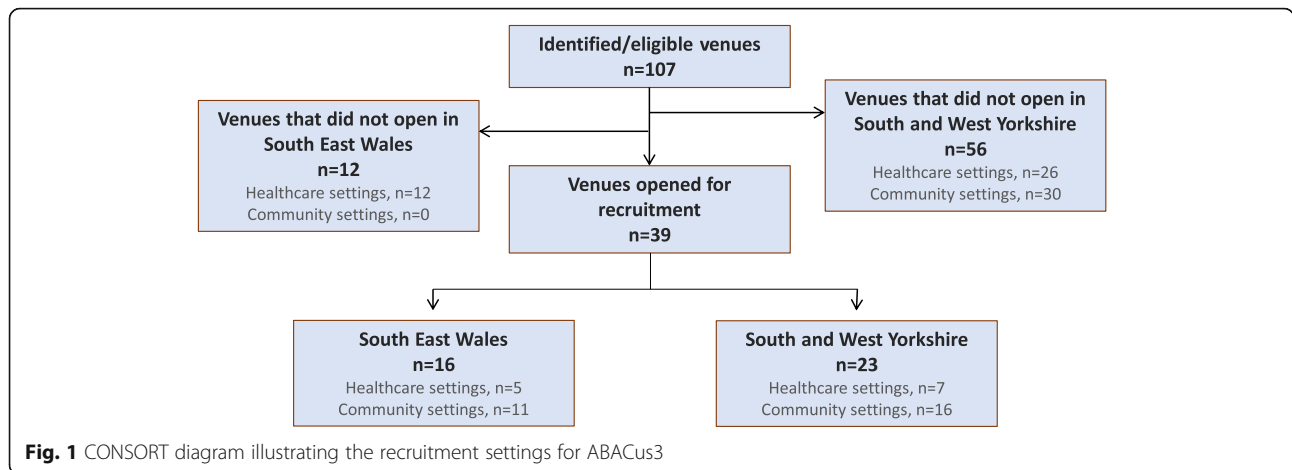 Identified/eligible venues
n=107
Venues that did not open in
South East Wales
n=12
Healthcare settings, n=12
Community settings, n=0
Venues that did not open in
South and West Yorkshire
n=56
Healthcare settings, n=26
Community settings, n=30
Venues opened for
recruitment
n=39
South East Wales
n=16
Healthcare settings, n=5
Community settings, n=11
South and West Yorkshire
n=23
Healthcare settings, n=7
Community settings, n=16
Fig. 1 CONSORT diagram illustrating the recruitment settings for ABACus3